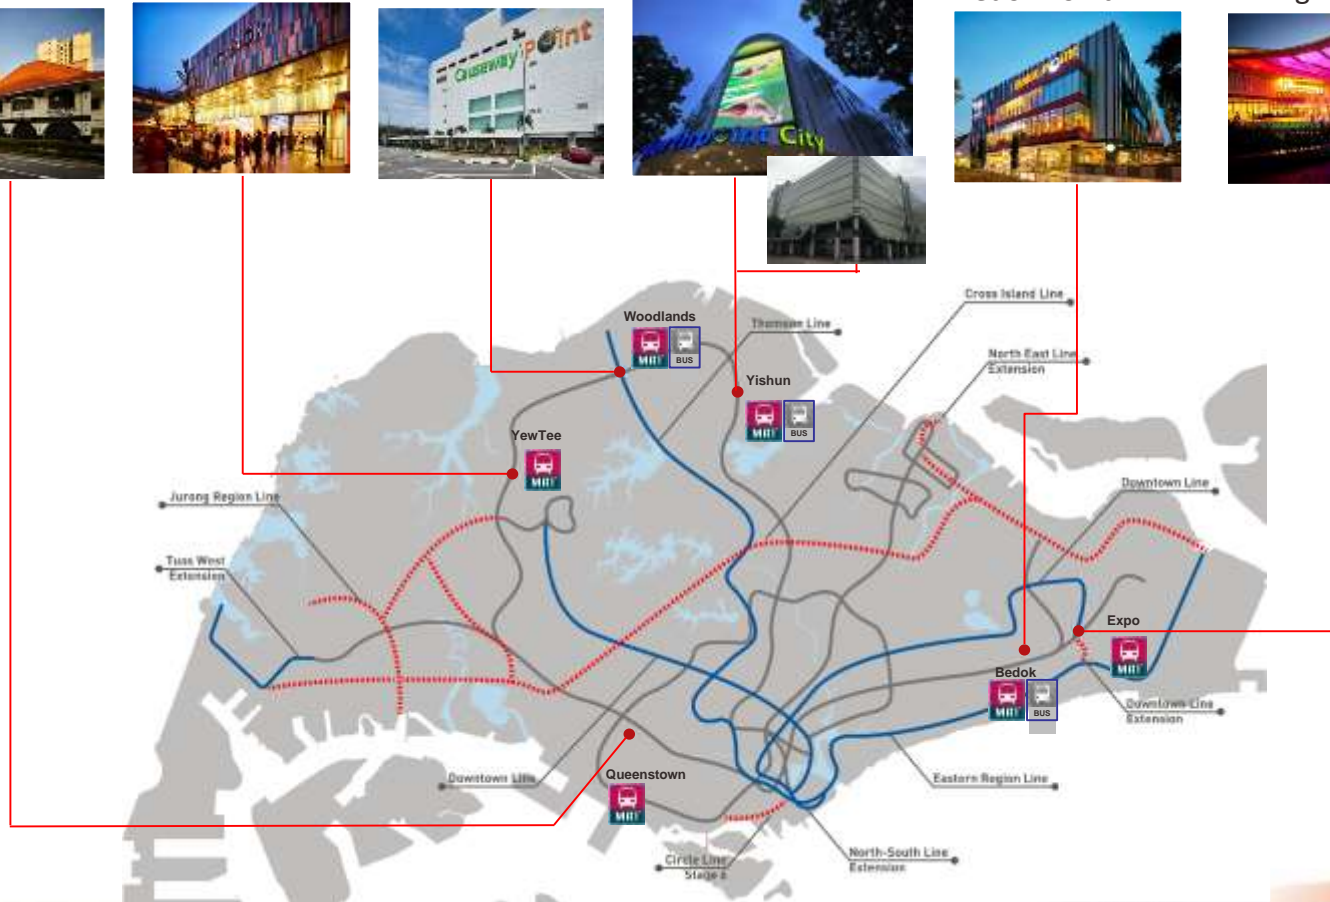 Causeway Point
City
Cross Island Line
Woodlands
MRT
BUS
Thomson Line
North East Line
Extension
Yishun
MRT
BUS
YewTee
MRT
Jurong Region Line
Downtown Line
Tuas West
Extension
Expo
MRT
Bedok
MRT
BUS
Downtown Line
Extension
Queenstown
MRT
Downtown Line
Eastern Region Line
Circle Line
Stage 6
North-South Line
Extension